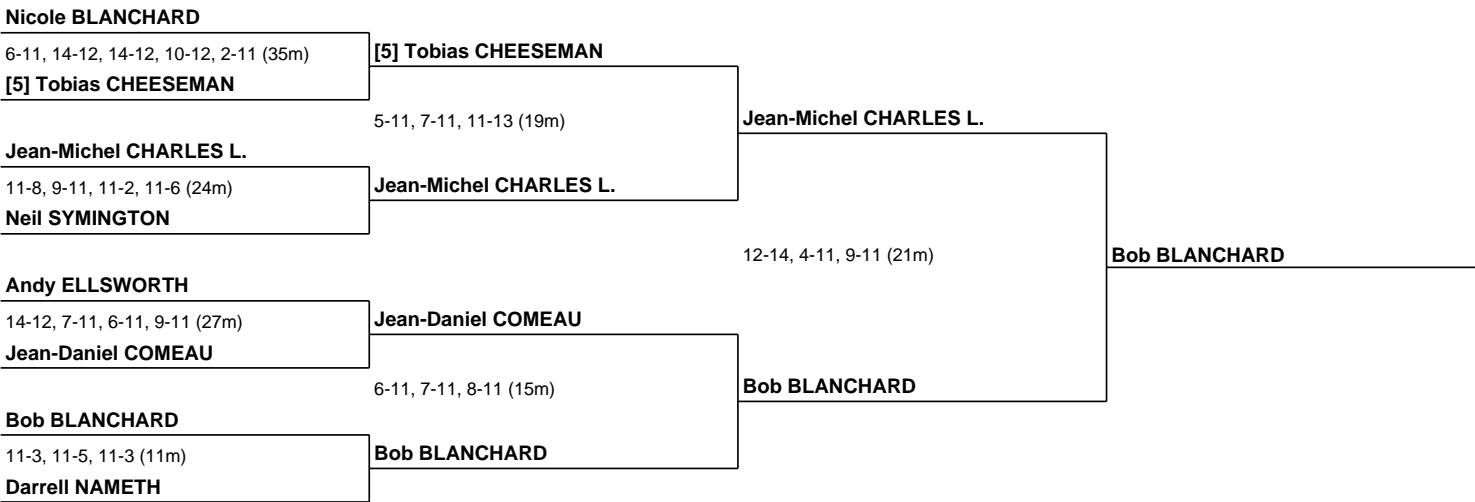 Nicole BLANCHARD
6-11, 14-12, 14-12, 10-12, 2-11 (35m)
[5] Tobias CHEESEMAN
[5] Tobias CHEESEMAN
5-11, 7-11, 11-13 (19m)
Jean-Michel CHARLES L.
Jean-Michel CHARLES L.
11-8, 9-11, 11-2, 11-6 (24m)
Jean-Michel CHARLES L.
Neil SYMINGTON
12-14, 4-11, 9-11 (21m)
Bob BLANCHARD
Andy ELLSWORTH
14-12, 7-11, 6-11, 9-11 (27m)
Jean-Daniel COMEAU
Jean-Daniel COMEAU
6-11, 7-11, 8-11 (15m)
Bob BLANCHARD
Bob BLANCHARD
11-3, 11-5, 11-3 (11m)
Bob BLANCHARD
Darrell NAMETH